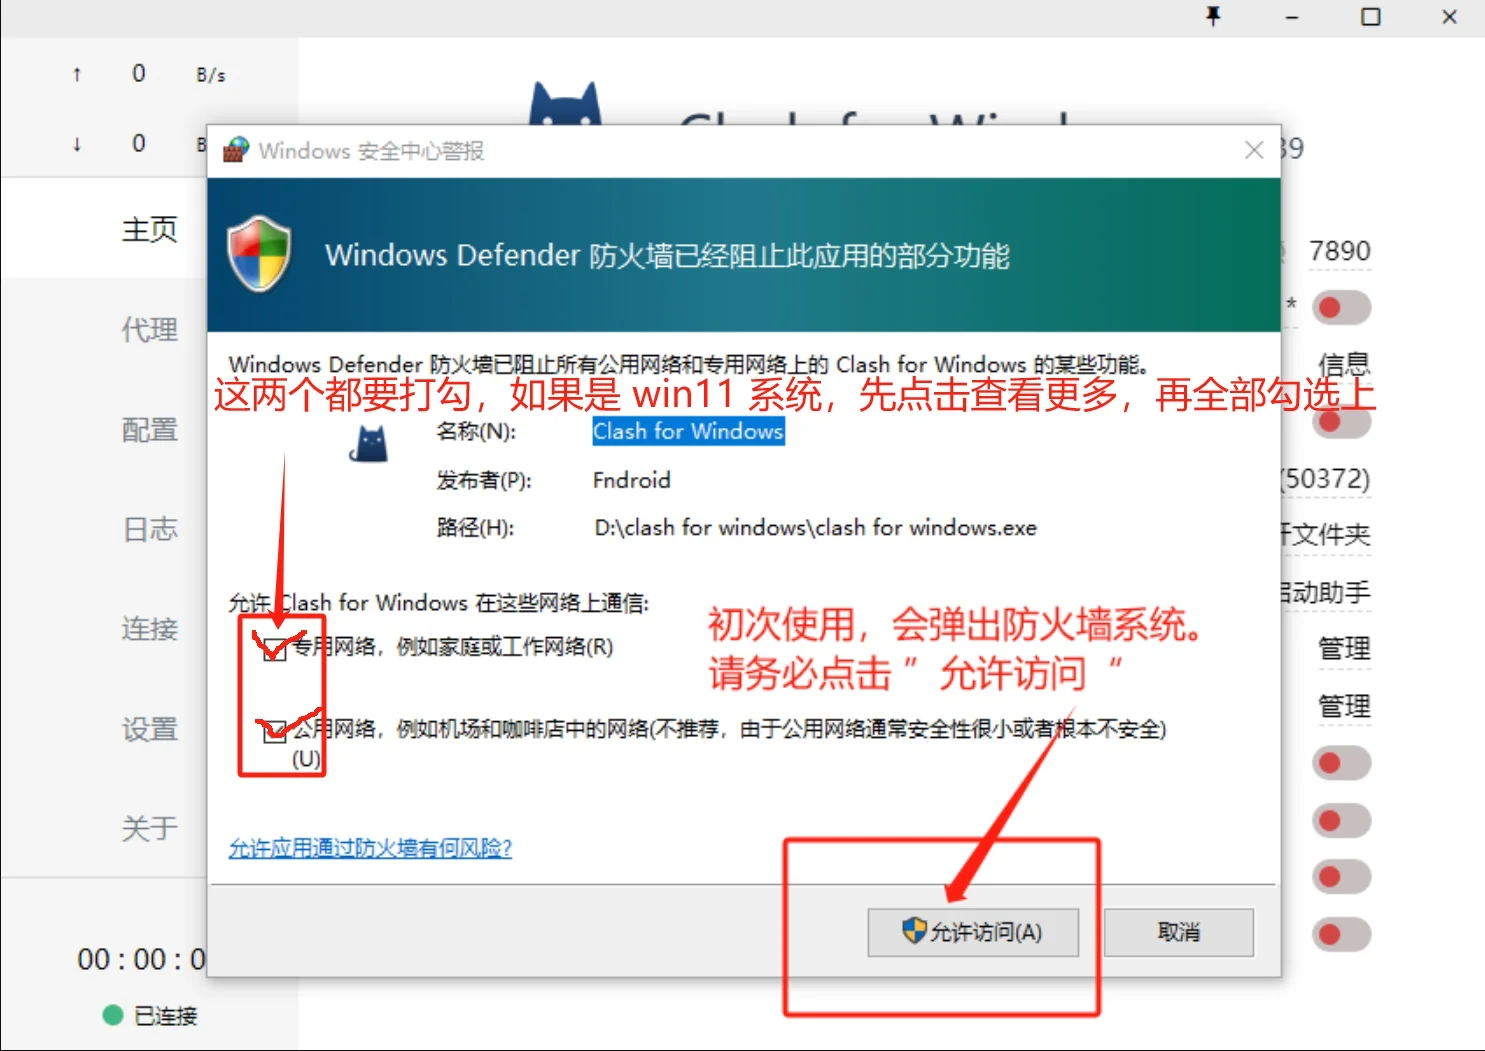 ↑ 0 B/s
↓ 0 B
Windows 安全中心警报
39
主页
Windows Defender 防火墙已经阻止此应用的部分功能
7890
*
代理
Windows Defender 防火墙已阻止所有公用网络和专用网络上的 Clash for Windows 的某些功能。
信息
这两个都要打勾，如果是 win11 系统，先点击查看更多，再全部勾选上
配置
名称(N): Clash for Windows
发布者(P): Fndroid
(50372)
路径(H): D:\clash for windows\clash for windows.exe
日志
文件夹
启动助手
允许 Clash for Windows 在这些网络上通信:
初次使用，会弹出防火墙系统。
请务必点击 ” 允许访问 “
连接
专用网络，例如家庭或工作网络(R)
管理
管理
设置
公用网络，例如机场和咖啡店中的网络(不推荐，由于公用网络通常安全性很小或者根本不安全)
(U)
关于
允许应用通过防火墙有何风险?
允许访问(A)
取消
00 : 00 : 0
已连接